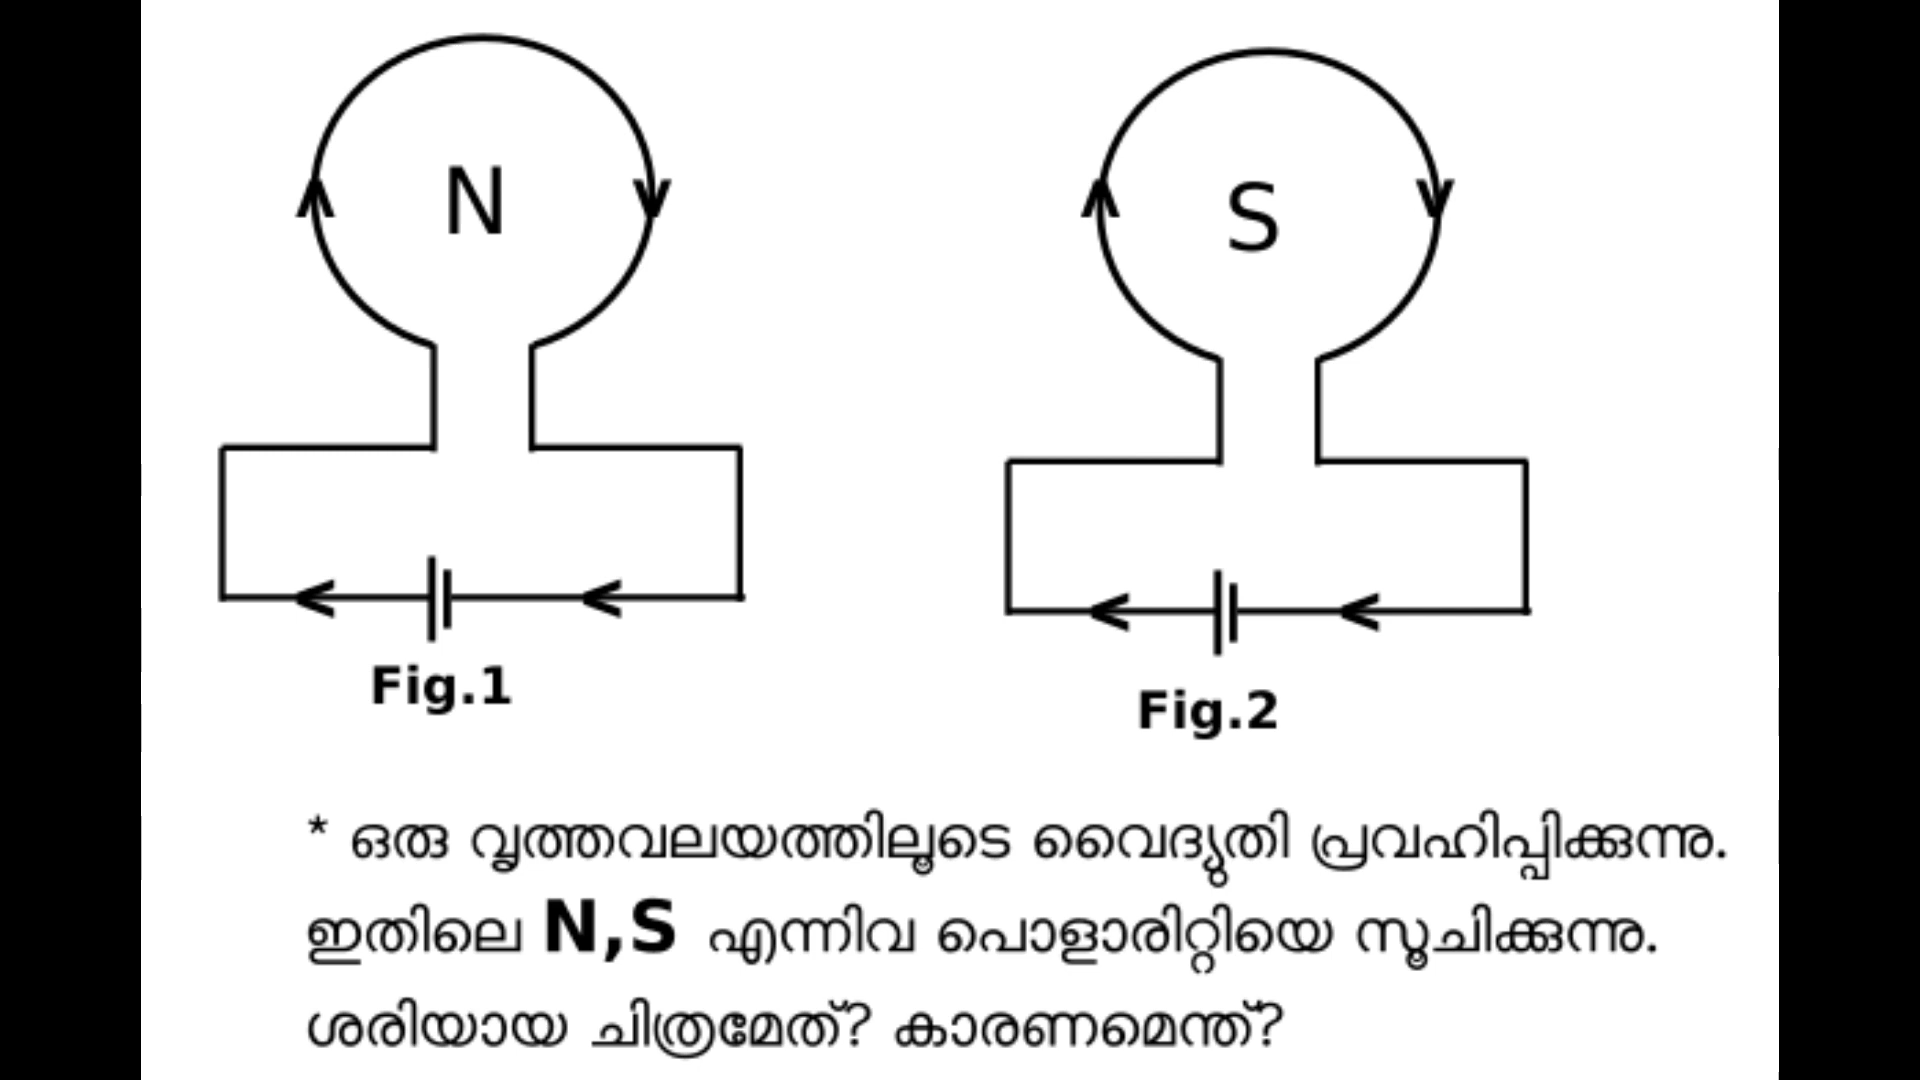 N
S
Fig.1
Fig.2
* ഒരു വൃത്തവലയത്തിലൂടെ വൈദ്യുതി പ്രവഹിപ്പിക്കുന്നു.
ഇതിലെ N,S എന്നിവ പൊളാരിറ്റിയെ സൂചിക്കുന്നു.
ശരിയായ ചിത്രമേത്? കാരണമെന്ത്?